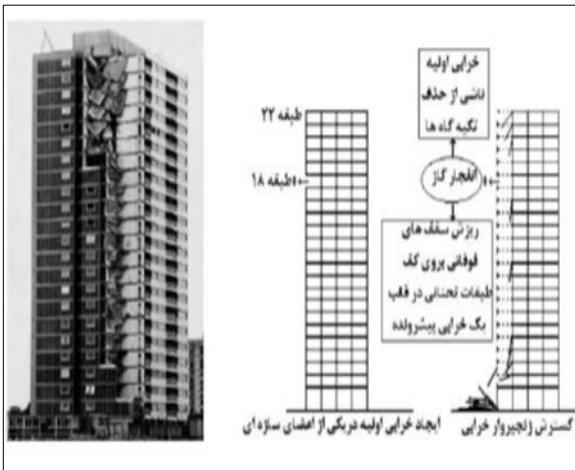 خرابی اولیه
ناشی از حذف
تکیه گاه ها
طبقه ۲۲
انفجار گاز
طبقه ۱۸
ریزش سقف های
فوقانی بروی کف
طبقات تحتانی در قالب
یک خرابی پیشرونده
ایجاد خرابی اولیه در یکی از اعضای سازه ای
گسترش زنجیروار خرابی